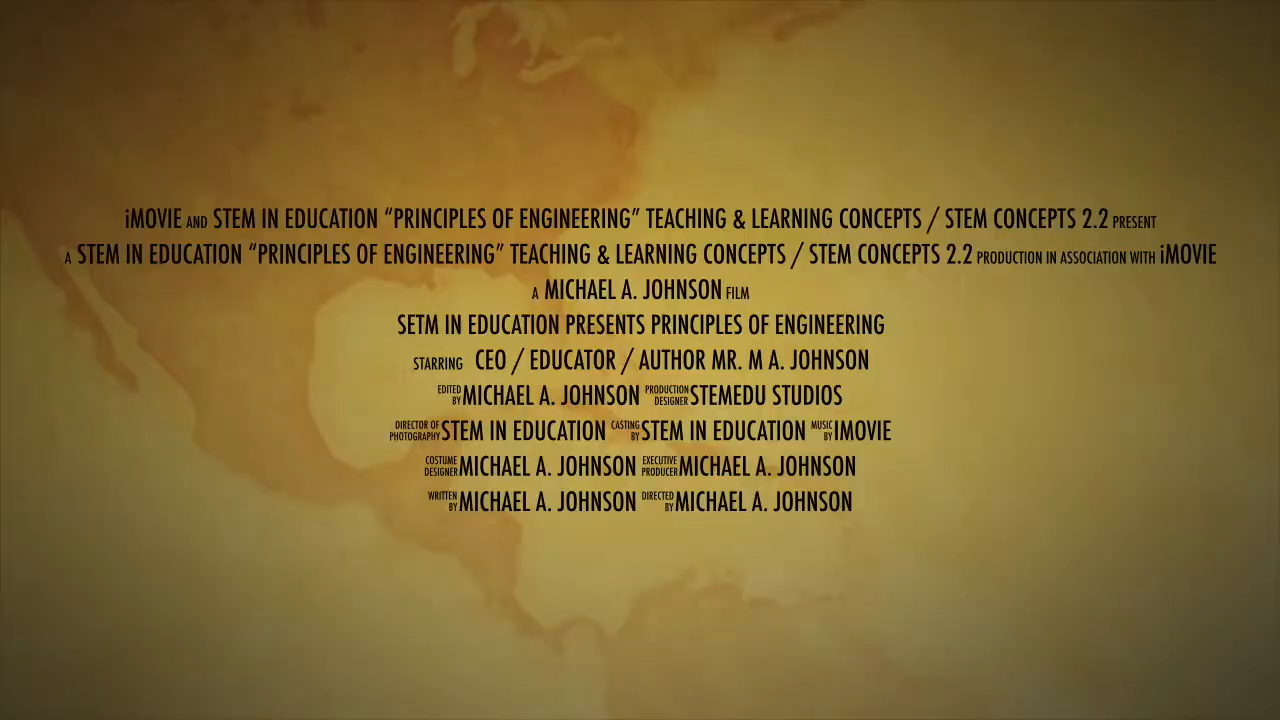 iMOVIE AND STEM IN EDUCATION “PRINCIPLES OF ENGINEERING” TEACHING & LEARNING CONCEPTS / STEM CONCEPTS 2.2 PRESENT
A STEM IN EDUCATION “PRINCIPLES OF ENGINEERING” TEACHING & LEARNING CONCEPTS / STEM CONCEPTS 2.2 PRODUCTION IN ASSOCIATION WITH iMOVIE
A MICHAEL A. JOHNSON FILM
SETM IN EDUCATION PRESENTS PRINCIPLES OF ENGINEERING
STARRING CEO / EDUCATOR / AUTHOR MR. M A. JOHNSON
EDITED BY MICHAEL A. JOHNSON PRODUCTION DESIGNER STEMEDU STUDIOS
DIRECTOR OF PHOTOGRAPHY STEM IN EDUCATION CASTING BY STEM IN EDUCATION MUSIC BY IMOVIE
COSTUME DESIGNER MICHAEL A. JOHNSON EXECUTIVE PRODUCER MICHAEL A. JOHNSON
WRITTEN BY MICHAEL A. JOHNSON DIRECTED BY MICHAEL A. JOHNSON